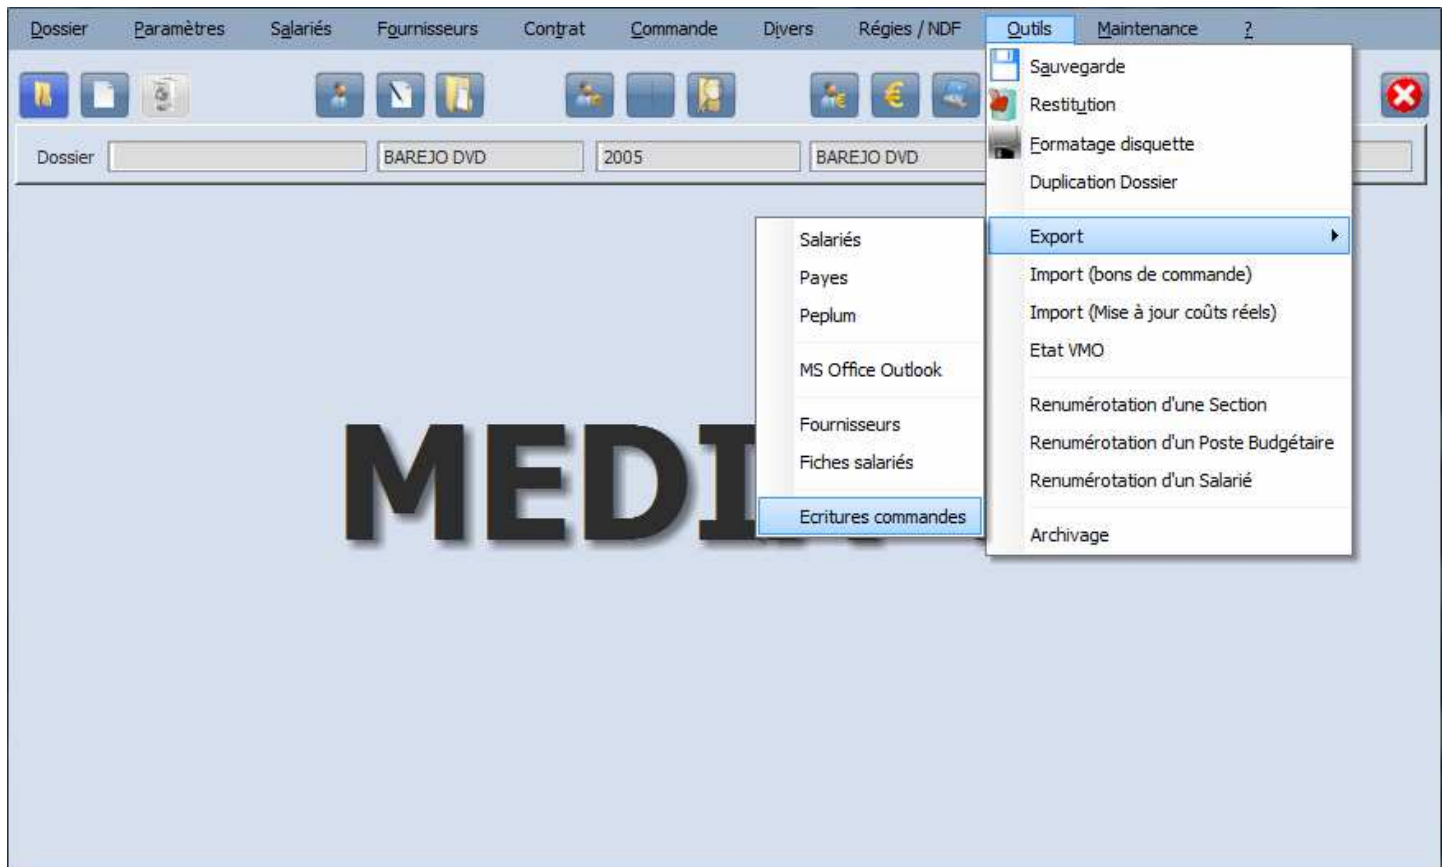 Dossier Paramètres Salariés Fournisseurs Contrat Commande Divers Régies / NDF Outils Maintenance ?
Dossier BAREJO DVD 2005 BAREJO DVD
Sauvegarde
Restitution
Formatage disquette
Duplication Dossier
Export
Import (bons de commande)
Import (Mise à jour coûts réels)
Etat VMO
Renumérotation d'une Section
Renumérotation d'un Poste Budgétaire
Renumérotation d'un Salarié
Archivage
Salariés
Payes
Peplum
MS Office Outlook
Fournisseurs
Fiches salariés
Ecritures commandes